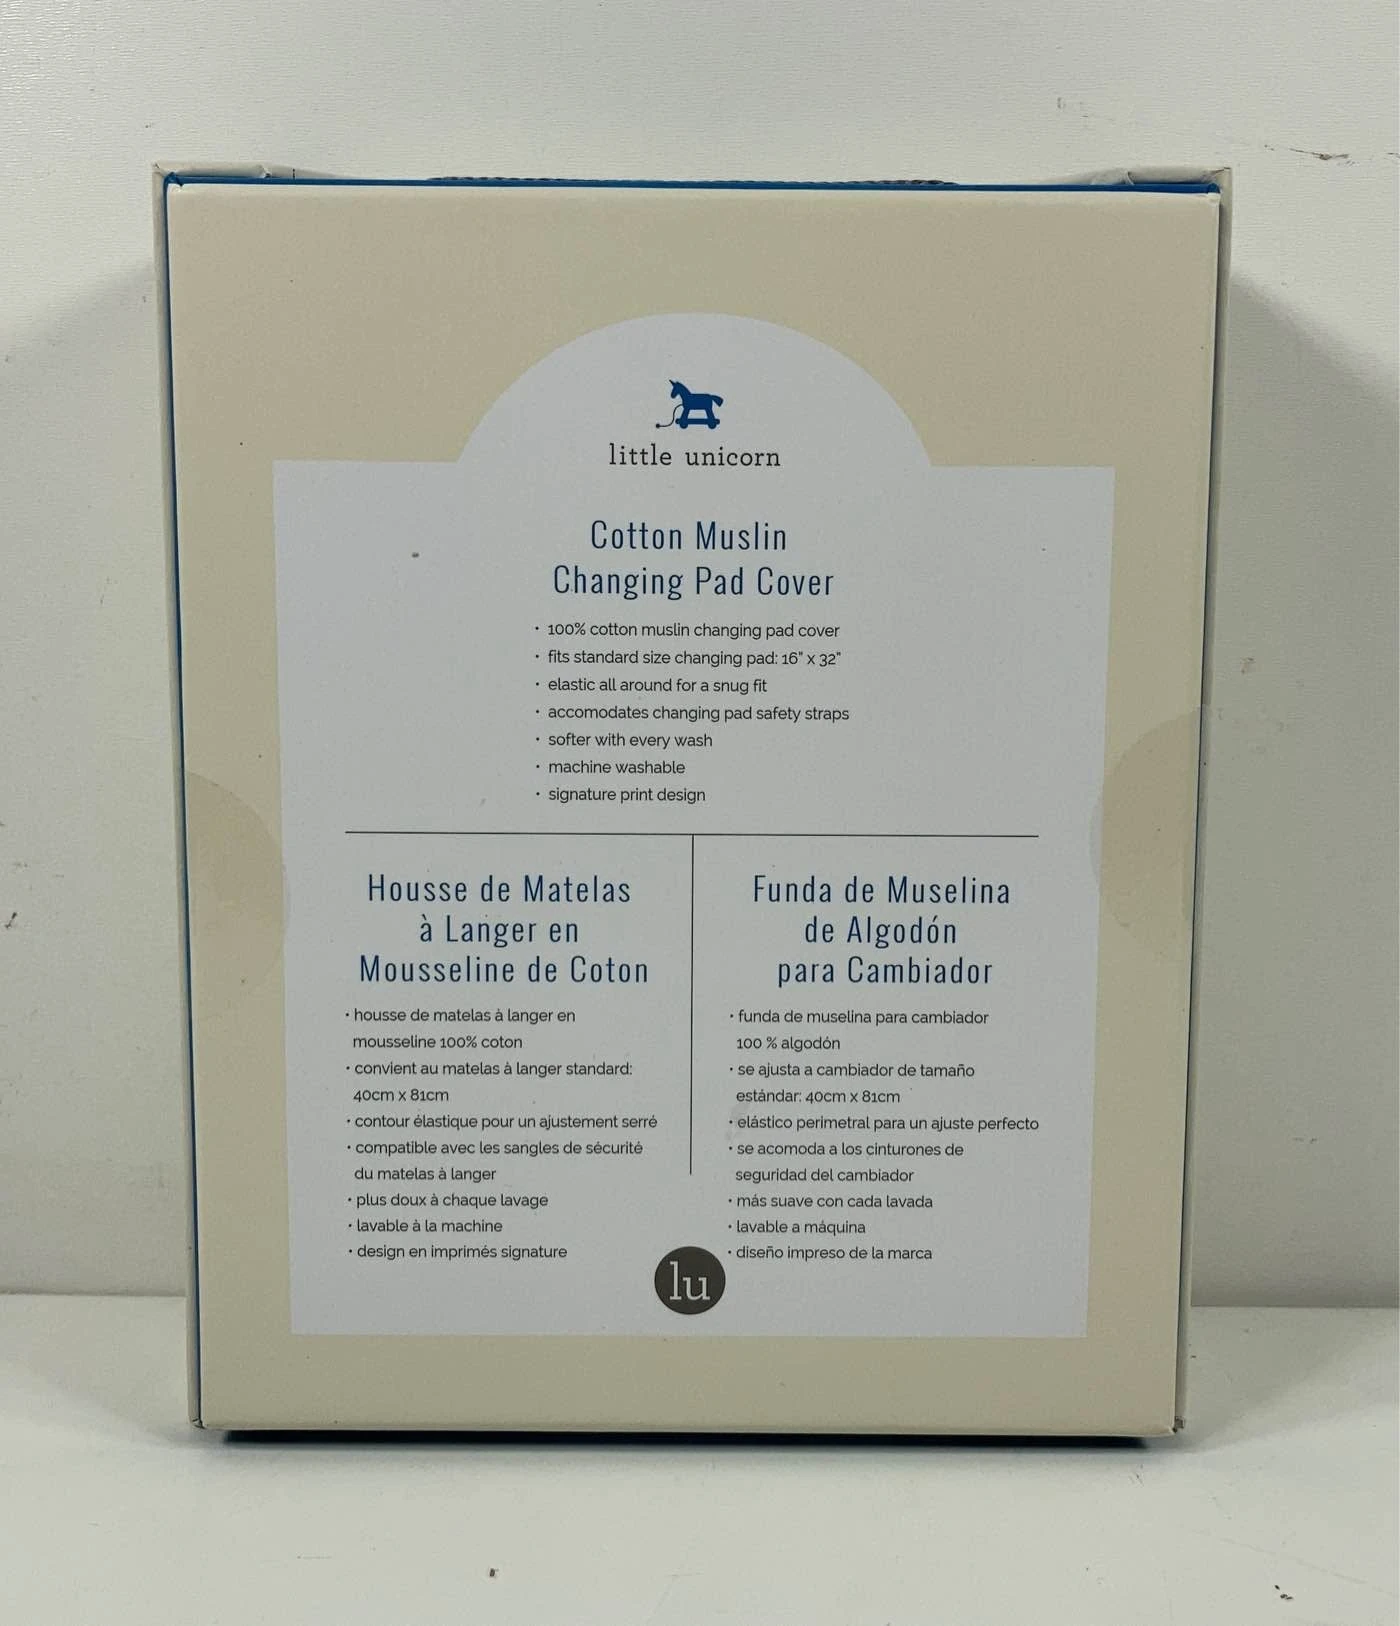 little unicorn
Cotton Muslin
Changing Pad Cover
· 100% cotton muslin changing pad cover
· fits standard size changing pad: 16" x 32"
· elastic all around for a snug fit
· accomodates changing pad safety straps
· softer with every wash
· machine washable
· signature print design
Housse de Matelas
à Langer en
Mousseline de Coton
· housse de matelas à langer en
mousseline 100% coton
· convient au matelas à langer standard:
40cm x 81cm
· contour élastique pour un ajustement serré
· compatible avec les sangles de sécurité
du matelas à langer
· plus doux à chaque lavage
· lavable à la machine
· design en imprimés signature
Funda de Muselina
de Algodón
para Cambiador
· funda de muselina para cambiador
100 % algodón
· se ajusta a cambiador de tamaño
estándar: 40cm x 81cm
· elástico perimetral para un ajuste perfecto
· se acomoda a los cinturones de
seguridad del cambiador
· más suave con cada lavada
· lavable a máquina
· diseño impreso de la marca
lu